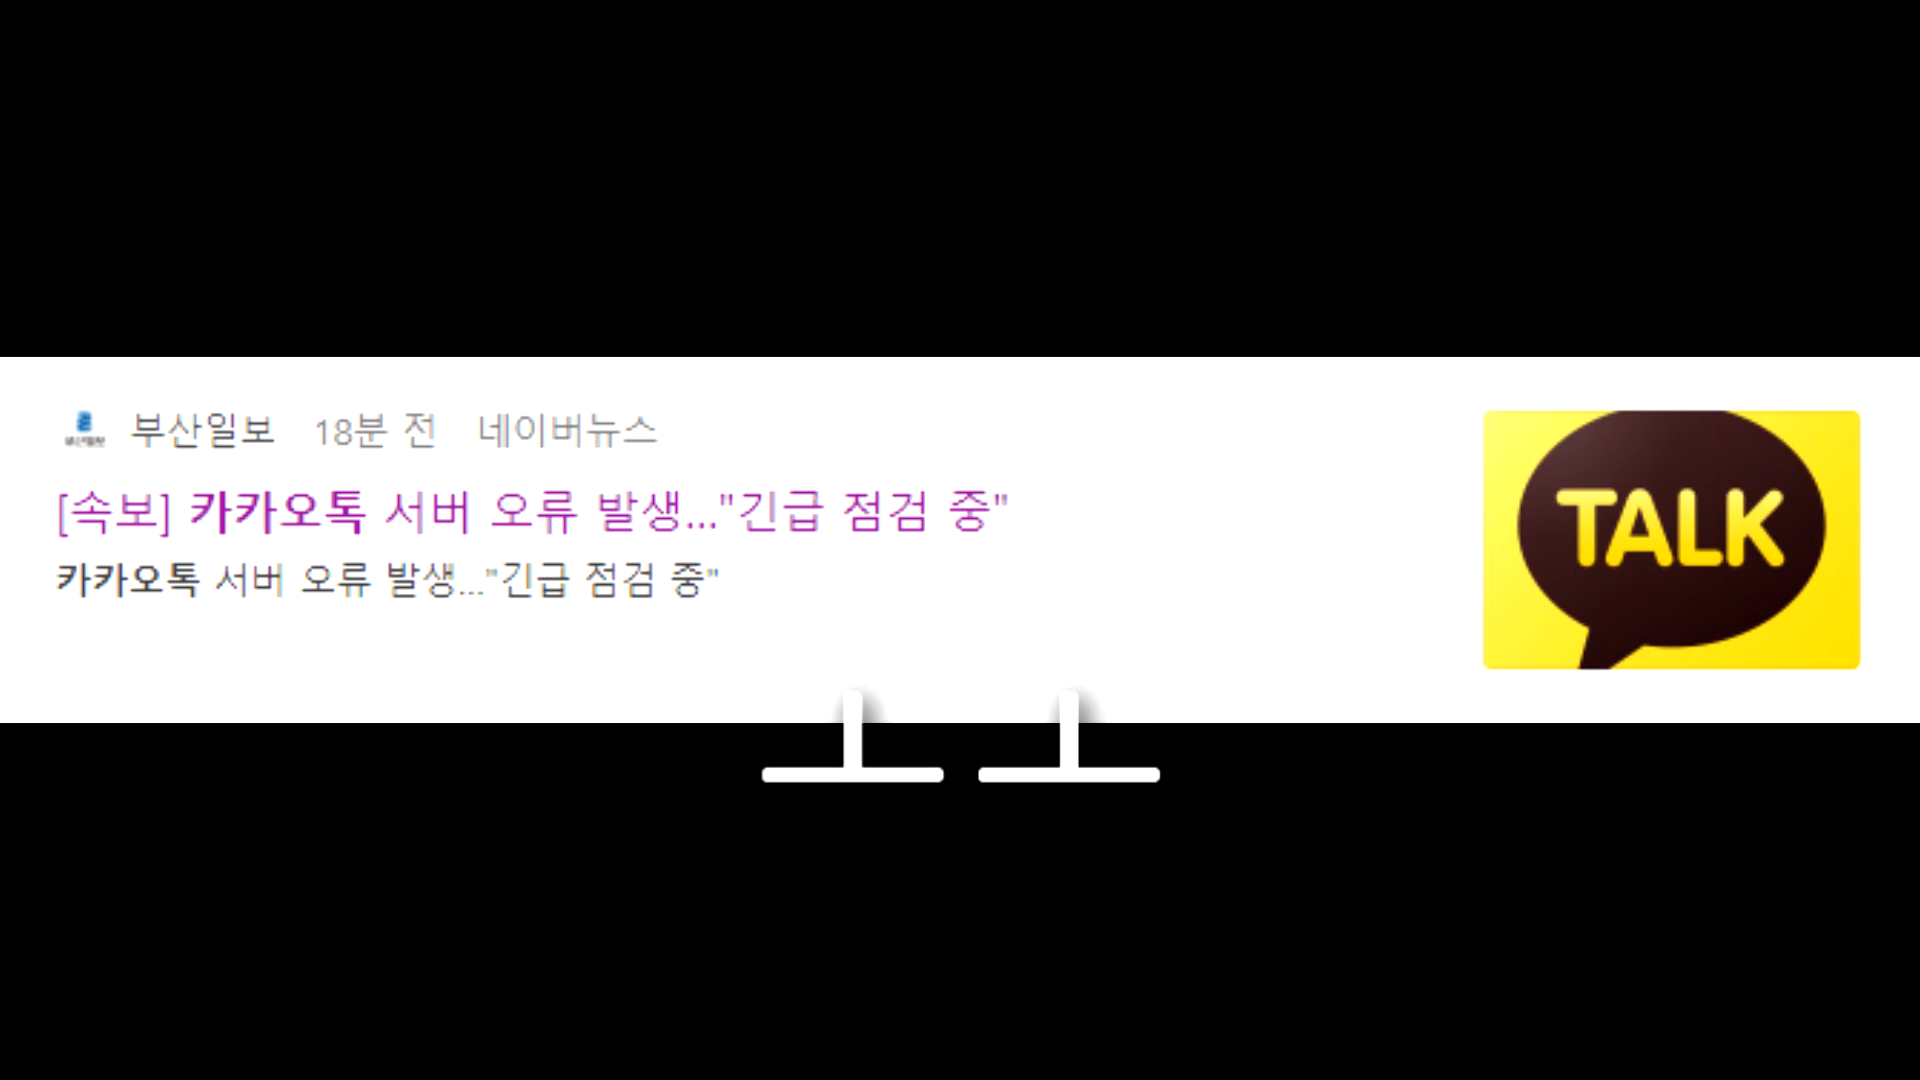 부산일보 18분 전 네이버뉴스
[속보] 카카오톡 서버 오류 발생..."긴급 점검 중"
카카오톡 서버 오류 발생..."긴급 점검 중"
TALK
ㅗㅗ